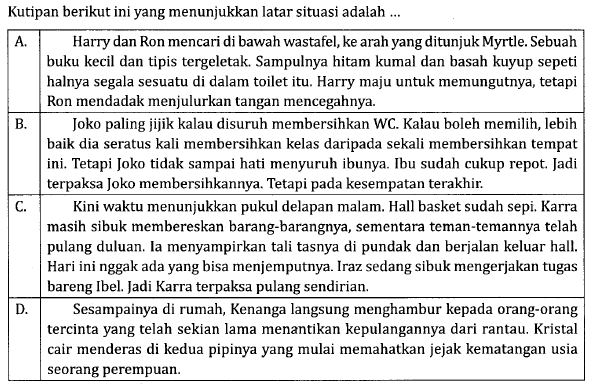 Kutipan berikut ini yang menunjukkan latar situasi adalah ...
A. Harry dan Ron mencari di bawah wastafel, ke arah yang ditunjuk Myrtle. Sebuah
buku kecil dan tipis tergeletak. Sampulnya hitam kumal dan basah kuyup sepeti
halnya segala sesuatu di dalam toilet itu. Harry maju untuk memungutnya, tetapi
Ron mendadak menjulurkan tangan mencegahnya.
B. Joko paling jijik kalau disuruh membersihkan WC. Kalau boleh memilih, lebih
baik dia seratus kali membersihkan kelas daripada sekali membersihkan tempat
ini. Tetapi Joko tidak sampai hati menyuruh ibunya. Ibu sudah cukup repot. Jadi
terpaksa Joko membersihkannya. Tetapi pada kesempatan terakhir.
C. Kini waktu menunjukkan pukul delapan malam. Hall basket sudah sepi. Karra
masih sibuk membereskan barang-barangnya, sementara teman-temannya telah
pulang duluan. Ia menyampirkan tali tasnya di pundak dan berjalan keluar hall.
Hari ini nggak ada yang bisa menjemputnya. Iraz sedang sibuk mengerjakan tugas
bareng Ibel. Jadi Karra terpaksa pulang sendirian.
D. Sesampainya di rumah, Kenanga langsung menghambur kepada orang-orang
tercinta yang telah sekian lama menantikan kepulangannya dari rantau. Kristal
cair menderas di kedua pipinya yang mulai memahatkan jejak kematangan usia
seorang perempuan.